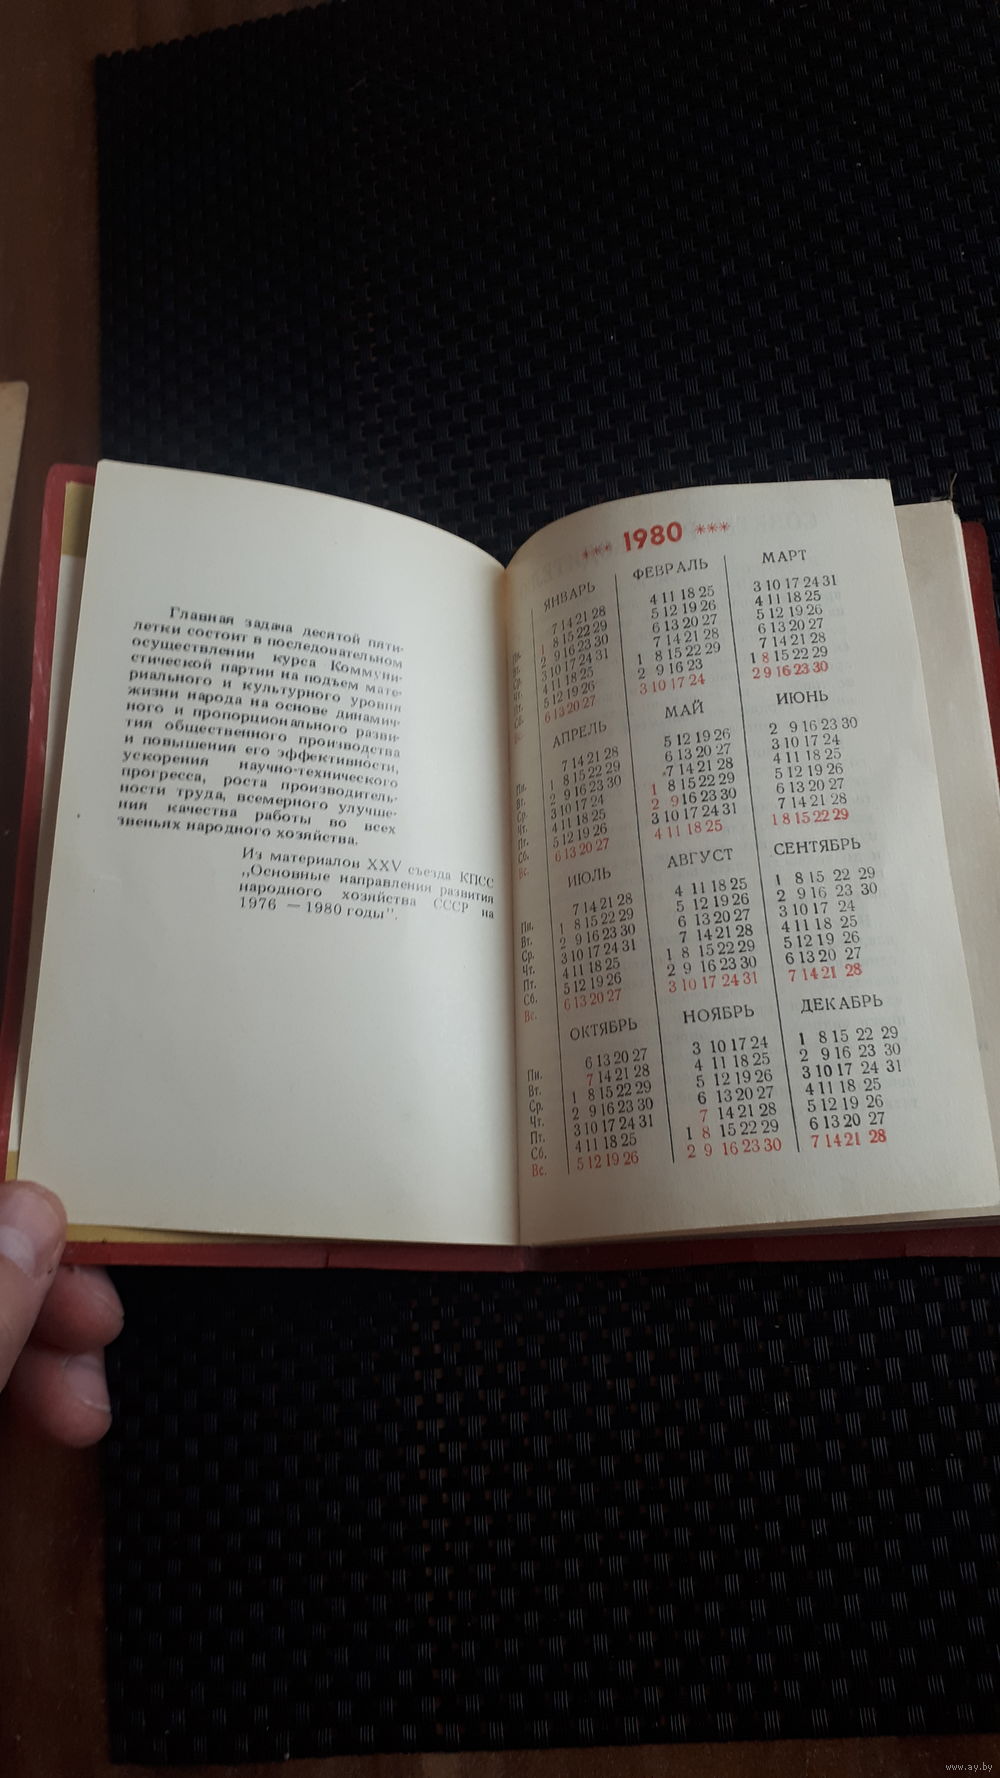 Главная задача десятой пяти-
летки состоит в последовательном
осуществлении курса Коммуни-
стической партии на подъем мате-
риального и культурного уровня
жизни народа на основе динамич-
ного и пропорционального разви-
тия общественного производства
и повышения его эффективности,
ускорения научно-технического
прогресса, роста производитель-
ности труда, всемерного улучше-
ния качества работы во всех
звеньях народного хозяйства.
Из материалов XXV съезда КПСС
„Основные направления развития
народного хозяйства СССР на
1976 — 1980 годы".
*** 1980 ***
ЯНВАРЬ ФЕВРАЛЬ МАРТ
Пн. 7 14 21 28 4 11 18 25 3 10 17 24 31
Вт. 1 8 15 22 29 5 12 19 26 4 11 18 25
Ср. 2 9 16 23 30 6 13 20 27 5 12 19 26
Чт. 3 10 17 24 31 7 14 21 28 6 13 20 27
Пт. 4 11 18 25 1 8 15 22 29 7 14 21 28
Сб. 5 12 19 26 2 9 16 23 1 8 15 22 29
Вс. 6 13 20 27 3 10 17 24 2 9 16 23 30
АПРЕЛЬ МАЙ ИЮНЬ
Пн. 7 14 21 28 5 12 19 26 2 9 16 23 30
Вт. 1 8 15 22 29 6 13 20 27 3 10 17 24
Ср. 2 9 16 23 30 7 14 21 28 4 11 18 25
Чт. 3 10 17 24 1 8 15 22 29 5 12 19 26
Пт. 4 11 18 25 2 9 16 23 30 6 13 20 27
Сб. 5 12 19 26 3 10 17 24 31 7 14 21 28
Вс. 6 13 20 27 4 11 18 25 1 8 15 22 29
ИЮЛЬ АВГУСТ СЕНТЯБРЬ
Пн. 7 14 21 28 4 11 18 25 1 8 15 22 29
Вт. 1 8 15 22 29 5 12 19 26 2 9 16 23 30
Ср. 2 9 16 23 30 6 13 20 27 3 10 17 24
Чт. 3 10 17 24 31 7 14 21 28 4 11 18 25
Пт. 4 11 18 25 1 8 15 22 29 5 12 19 26
Сб. 5 12 19 26 2 9 16 23 30 6 13 20 27
Вс. 6 13 20 27 3 10 17 24 31 7 14 21 28
ОКТЯБРЬ НОЯБРЬ ДЕКАБРЬ
Пн. 6 13 20 27 3 10 17 24 1 8 15 22 29
Вт. 7 14 21 28 4 11 18 25 2 9 16 23 30
Ср. 1 8 15 22 29 5 12 19 26 3 10 17 24 31
Чт. 2 9 16 23 30 6 13 20 27 4 11 18 25
Пт. 3 10 17 24 31 7 14 21 28 5 12 19 26
Сб. 4 11 18 25 1 8 15 22 29 6 13 20 27
Вс. 5 12 19 26 2 9 16 23 30 7 14 21 28
www.ay.by